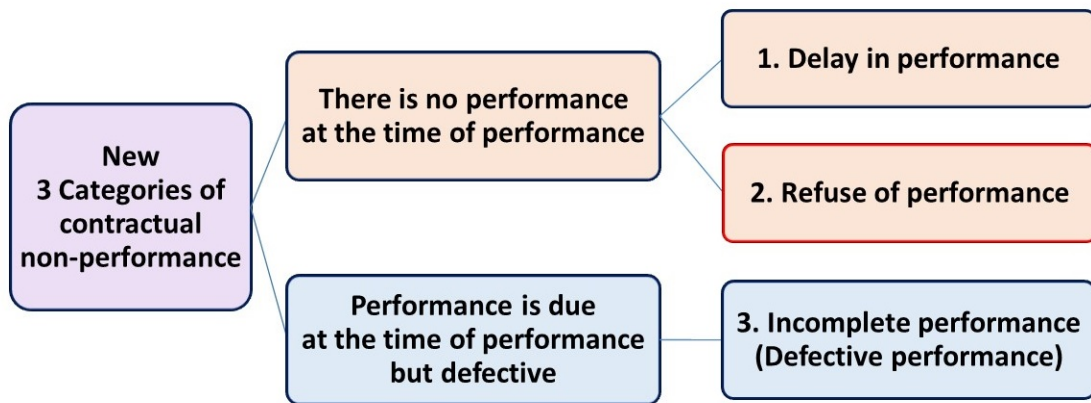 New
3 Categories of
contractual
non-performance
There is no performance
at the time of performance
1. Delay in performance
2. Refuse of performance
Performance is due
at the time of performance
but defective
3. Incomplete performance
(Defective performance)